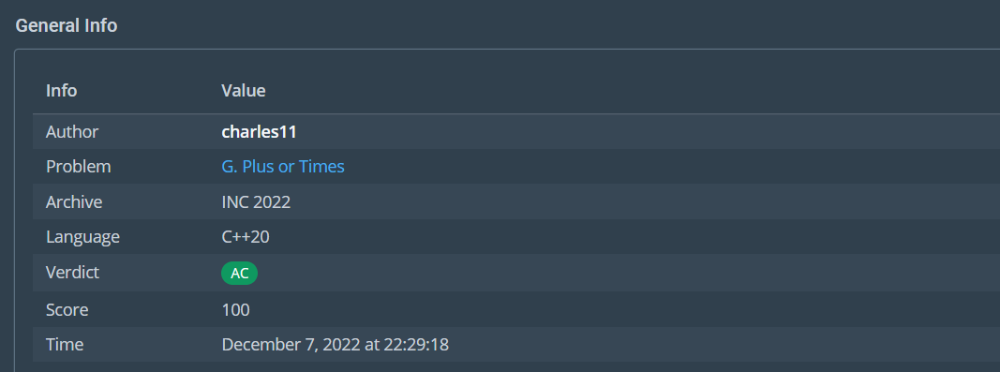 General Info
Info Value
Author charles11
Problem G. Plus or Times
Archive INC 2022
Language C++20
Verdict AC
Score 100
Time December 7, 2022 at 22:29:18